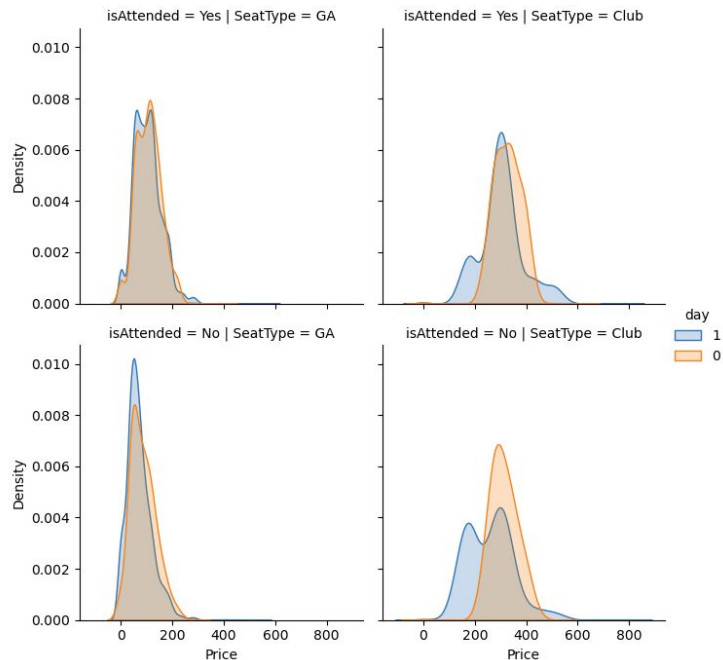 isAttended = Yes | SeatType = GA
isAttended = Yes | SeatType = Club
0.010
0.008
0.006
0.004
0.002
0.000
Density
isAttended = No | SeatType = GA
isAttended = No | SeatType = Club
0.010
0.008
0.006
0.004
0.002
0.000
Density
0 200 400 600 800
Price
0 200 400 600 800
Price
day
1
0